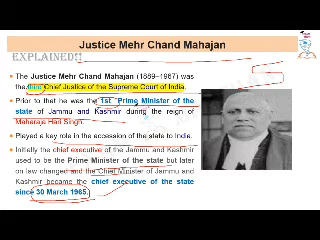 Justice Mehr Chand Mahajan
EXPLAINED!!
The Justice Mehr Chand Mahajan (1889–1967) was
the third Chief Justice of the Supreme Court of India.
Prior to that he was the 1st Prime Minister of the
state of Jammu and Kashmir during the reign of
Maharaja Hari Singh.
Played a key role in the accession of the state to India.
Initially the chief executive of the Jammu and Kashmir
used to be the Prime Minister of the state but later
on law changed and the Chief Minister of Jammu and
Kashmir became the chief executive of the state
since 30 March 1965.